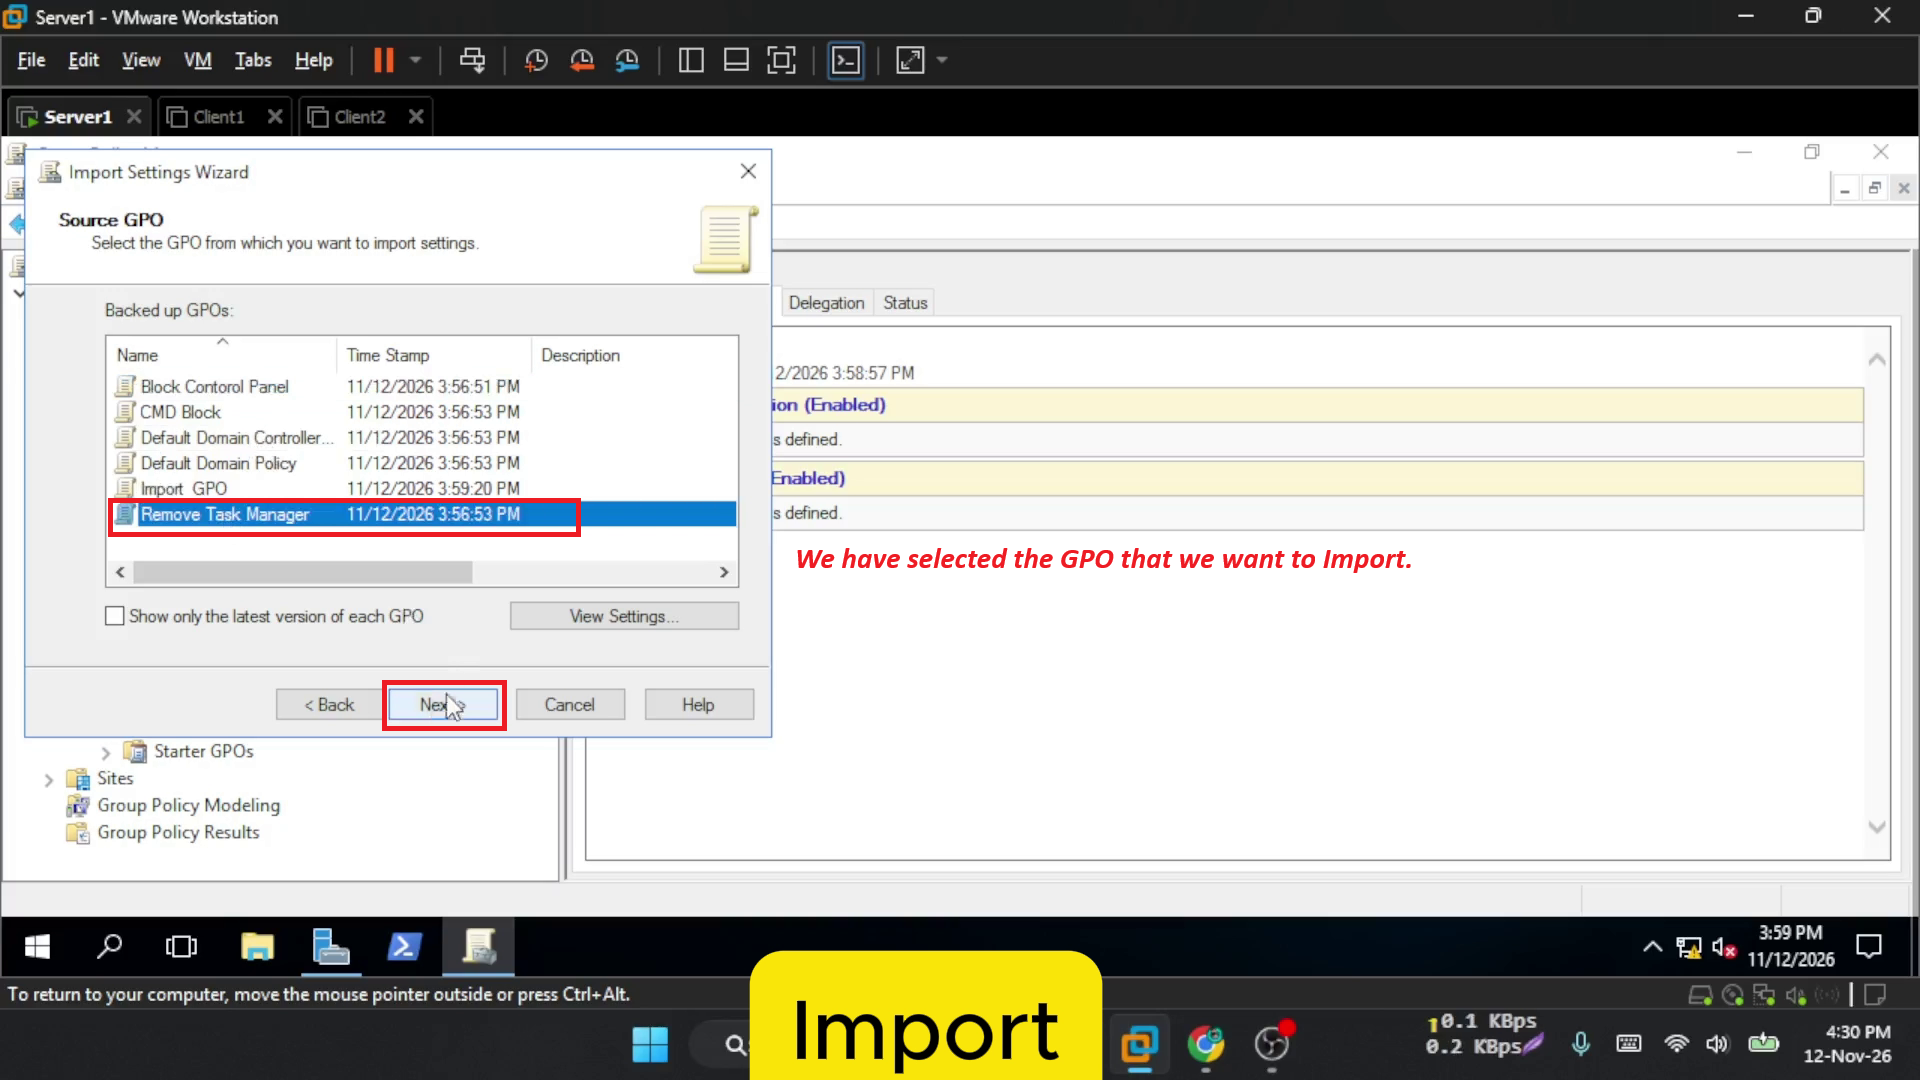 Server1 - VMware Workstation
File Edit View VM Tabs Help
Server1 Client1 Client2
Import Settings Wizard
Source GPO
Select the GPO from which you want to import settings.
Backed up GPOs:
Name Time Stamp Description
Block Contorol Panel 11/12/2026 3:56:51 PM
CMD Block 11/12/2026 3:56:53 PM
Default Domain Controller... 11/12/2026 3:56:53 PM
Default Domain Policy 11/12/2026 3:56:53 PM
Import GPO 11/12/2026 3:59:20 PM
Remove Task Manager 11/12/2026 3:56:53 PM
Show only the latest version of each GPO
View Settings...
< Back
Cancel
Help
Delegation Status
2/2026 3:58:57 PM
ion (Enabled)
s defined.
Enabled)
s defined.
We have selected the GPO that we want to Import.
Starter GPOs
Sites
Group Policy Modeling
Group Policy Results
3:59 PM
11/12/2026
To return to your computer, move the mouse pointer outside or press Ctrl+Alt.
Import
0.1 KBps
0.2 KBps
4:30 PM
12-Nov-26